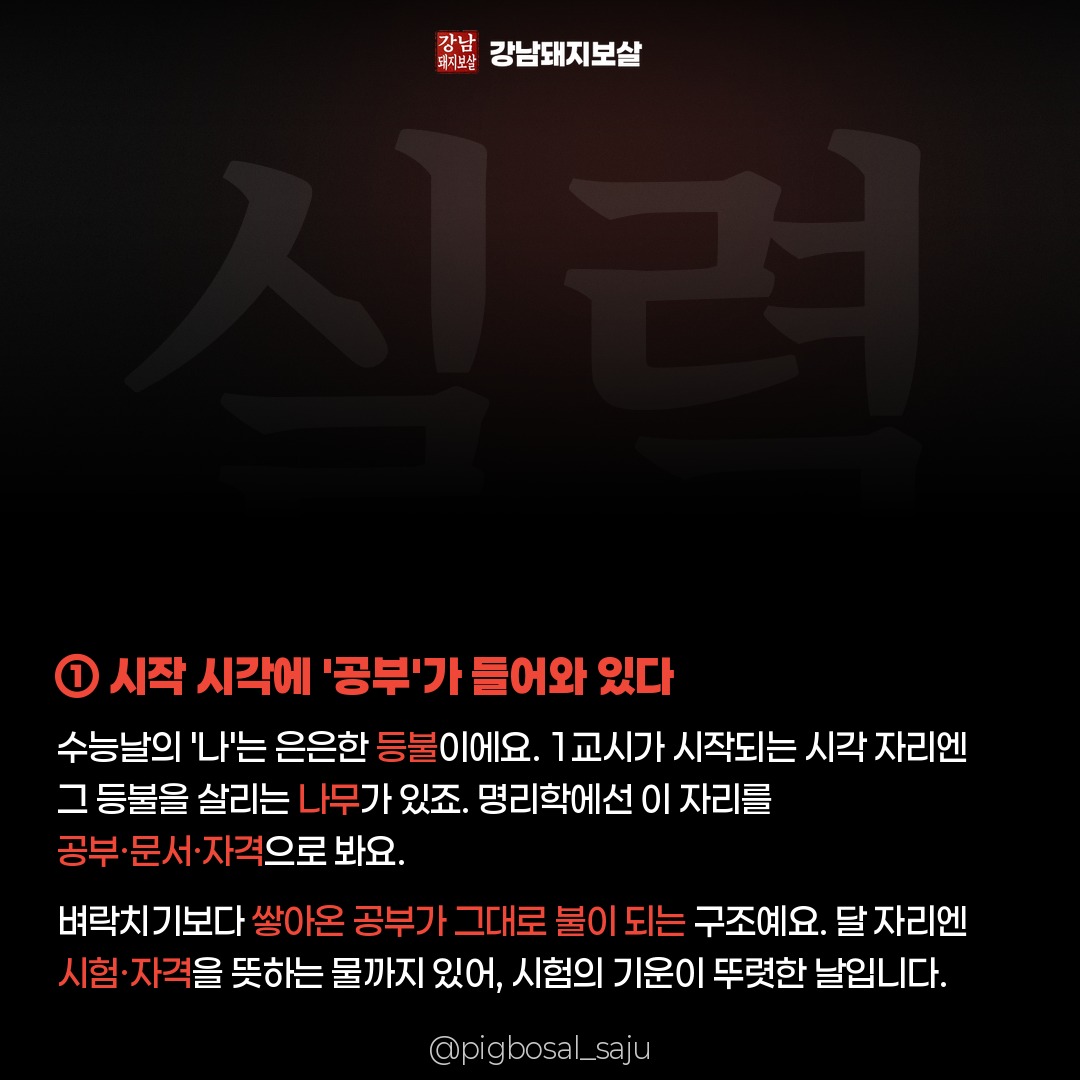 강남
돼지보살
강남돼지보살
실력
① 시작 시각에 '공부'가 들어와 있다
수능날의 '나'는 은은한 등불이에요. 1교시가 시작되는 시각 자리엔
그 등불을 살리는 나무가 있죠. 명리학에선 이 자리를
공부·문서·자격으로 봐요.
벼락치기보다 쌓아온 공부가 그대로 불이 되는 구조예요. 달 자리엔
시험·자격을 뜻하는 물까지 있어, 시험의 기운이 뚜렷한 날입니다.
@pigbosal_saju